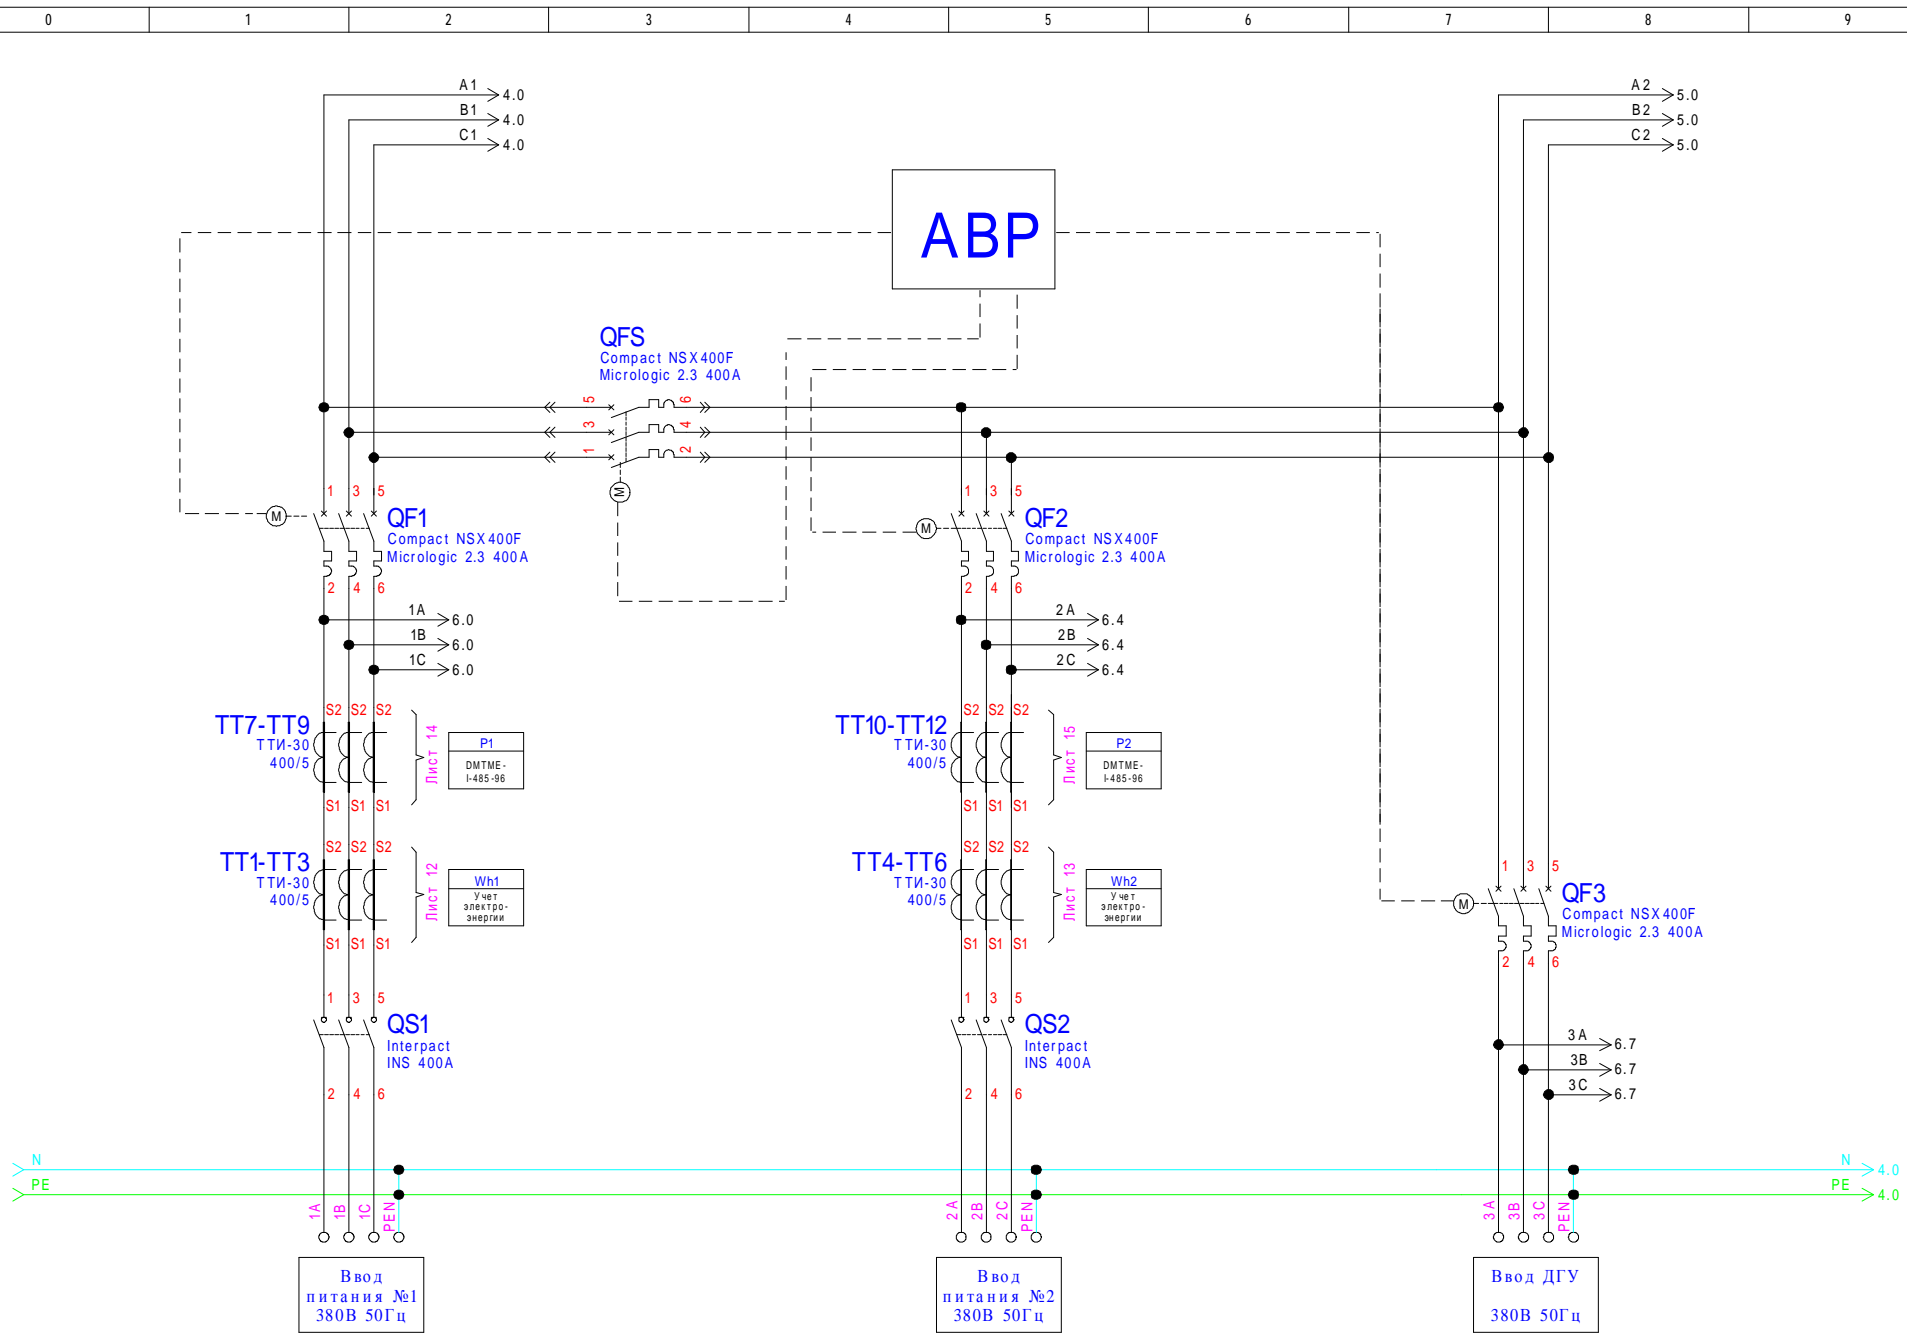 0 1 2 3 4 5 6 7 8 9
A1 4.0
B1 4.0
C1 4.0
A2 5.0
B2 5.0
C2 5.0
АВР
QFS
Compact NSX400F
Micrologic 2.3 400A
5 6
3 4
1 2
M
1 3 5
M
QF1
Compact NSX400F
Micrologic 2.3 400A
2 4 6
1 3 5
M
QF2
Compact NSX400F
Micrologic 2.3 400A
2 4 6
1A 6.0
1B 6.0
1C 6.0
2A 6.4
2B 6.4
2C 6.4
TT7-TT9
ТТИ-30
400/5
S2 S2 S2
S1 S1 S1
Лист 14
P1
DMTME-
I-485-96
TT10-TT12
ТТИ-30
400/5
S2 S2 S2
S1 S1 S1
Лист 15
P2
DMTME-
I-485-96
TT1-TT3
ТТИ-30
400/5
S2 S2 S2
S1 S1 S1
Лист 12
Wh1
Учет
электро-
энергии
TT4-TT6
ТТИ-30
400/5
S2 S2 S2
S1 S1 S1
Лист 13
Wh2
Учет
электро-
энергии
1 3 5
M
QF3
Compact NSX400F
Micrologic 2.3 400A
2 4 6
1 3 5
QS1
Interpact
INS 400A
2 4 6
1 3 5
QS2
Interpact
INS 400A
2 4 6
3A 6.7
3B 6.7
3C 6.7
N N 4.0
PE PE 4.0
1A 1B 1C PEN
2A 2B 2C PEN
3A 3B 3C PEN
Ввод
питания №1
380В 50Гц
Ввод
питания №2
380В 50Гц
Ввод ДГУ
380В 50Гц